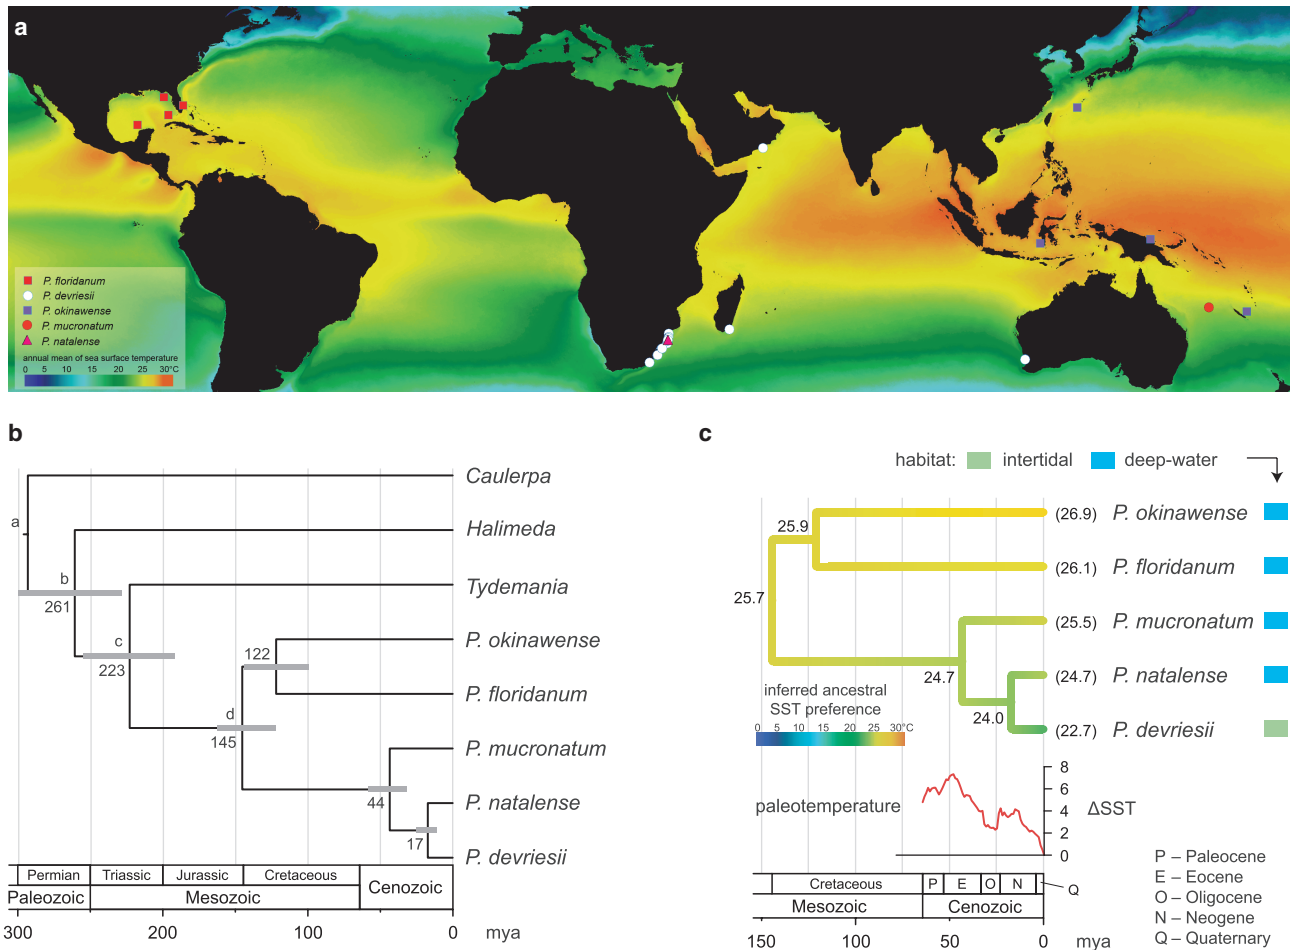 a
P. floridanum
P. devriesii
P. okinawense
P. mucronatum
P. natalense
annual mean of sea surface temperature
0 5 10 15 20 25 30°C
b
Caulerpa
a
Halimeda
b
261
Tydemania
c
223
P. okinawense
122
P. floridanum
d
145
P. mucronatum
44
P. natalense
17
P. devriesii
Permian Triassic Jurassic Cretaceous
Paleozoic Mesozoic Cenozoic
300 200 100 0 mya
c
habitat: intertidal deep-water
(26.9) P. okinawense
25.9
(26.1) P. floridanum
25.7
(25.5) P. mucronatum
24.7
(24.7) P. natalense
24.0
(22.7) P. devriesii
inferred ancestral
SST preference
0 5 10 15 20 25 30°C
paleotemperature
8
6
4
2
0
ΔSST
Cretaceous P E O N Q
Mesozoic Cenozoic
150 100 50 0 mya
P – Paleocene
E – Eocene
O – Oligocene
N – Neogene
Q – Quaternary